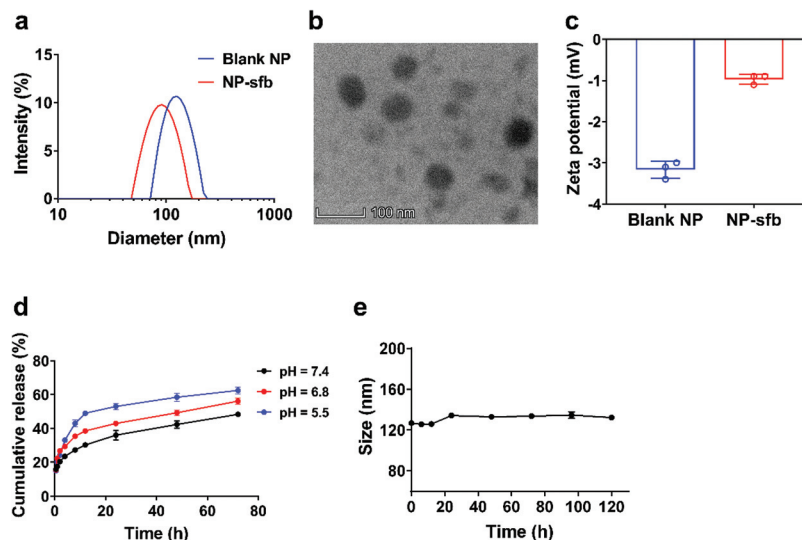 a
Intensity (%)
15
10
5
0
10
100
1000
Diameter (nm)
Blank NP
NP-sfb
b
100 nm
c
Zeta potential (mV)
0
-1
-2
-3
-4
Blank NP
NP-sfb
d
Cumulative release (%)
80
60
40
20
0
0
20
40
60
80
Time (h)
pH = 7.4
pH = 6.8
pH = 5.5
e
Size (nm)
200
160
120
80
0
20
40
60
80
100
120
Time (h)